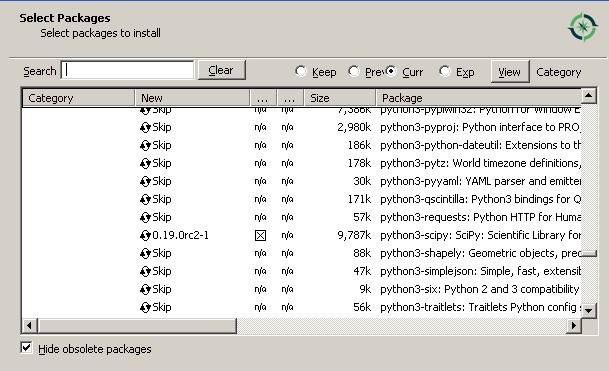 Select Packages
Select packages to install
Search Clear Keep Prev Curr Exp View Category
Category New ... ... Size Package
Skip n/a n/a 7,386k python3-pypiwin32: Python for Window E
Skip n/a n/a 2,980k python3-pyproj: Python interface to PRO
Skip n/a n/a 186k python3-python-dateutil: Extensions to th
Skip n/a n/a 178k python3-pytz: World timezone definitions,
Skip n/a n/a 30k python3-pyyaml: YAML parser and emitter
Skip n/a n/a 171k python3-qscintilla: Python3 bindings for Q
Skip n/a n/a 57k python3-requests: Python HTTP for Huma
0.19.0rc2-1 n/a 9,787k python3-scipy: SciPy: Scientific Library for
Skip n/a n/a 88k python3-shapely: Geometric objects, prec
Skip n/a n/a 47k python3-simplejson: Simple, fast, extensib
Skip n/a n/a 9k python3-six: Python 2 and 3 compatibility
Skip n/a n/a 56k python3-traitlets: Traitlets Python config s
Hide obsolete packages